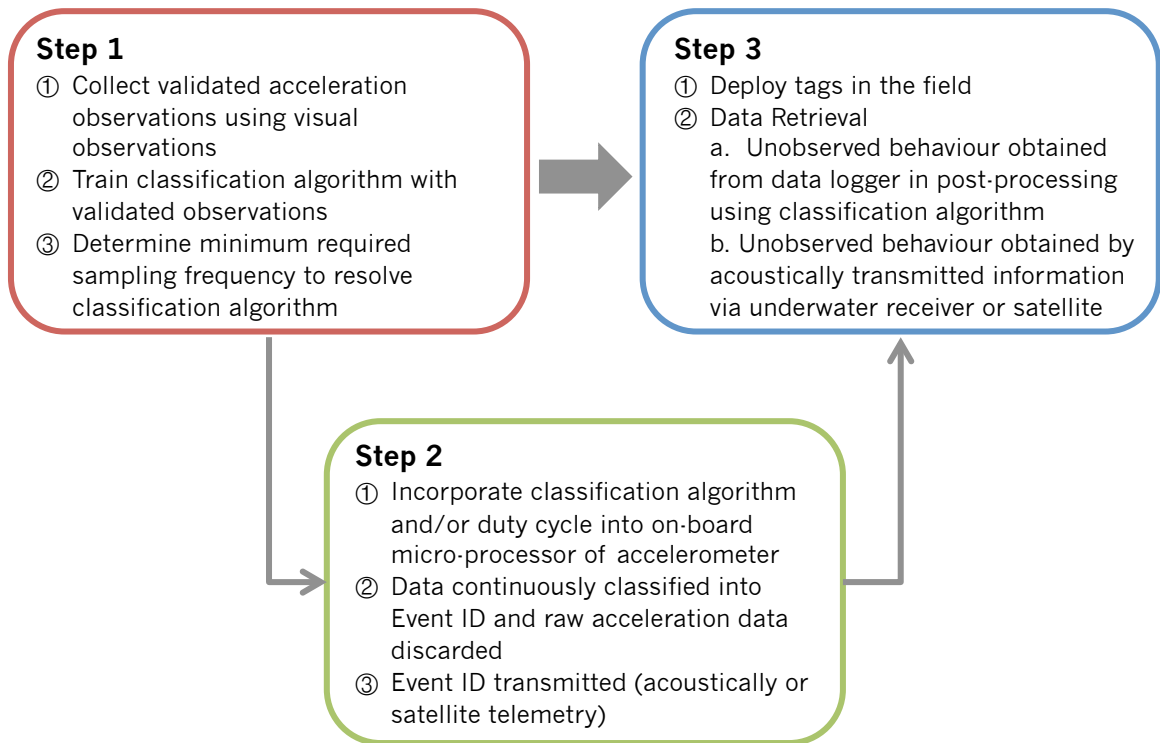 Step 1
① Collect validated acceleration
observations using visual
observations
② Train classification algorithm with
validated observations
③ Determine minimum required
sampling frequency to resolve
classification algorithm
Step 3
① Deploy tags in the field
② Data Retrieval
a. Unobserved behaviour obtained
from data logger in post-processing
using classification algorithm
b. Unobserved behaviour obtained by
acoustically transmitted information
via underwater receiver or satellite
Step 2
① Incorporate classification algorithm
and/or duty cycle into on-board
micro-processor of accelerometer
② Data continuously classified into
Event ID and raw acceleration data
discarded
③ Event ID transmitted (acoustically or
satellite telemetry)